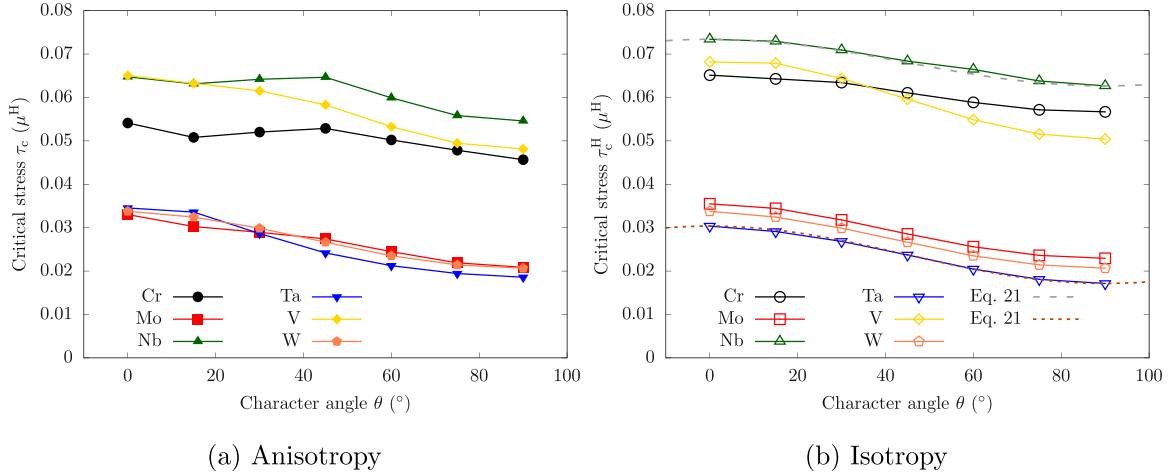 0.08
0.07
0.06
0.05
0.04
0.03
0.02
0.01
0
0 20 40 60 80 100
Critical stress τc (μH)
Character angle θ (°)
Cr
Mo
Nb
Ta
V
W
(a) Anisotropy
0.08
0.07
0.06
0.05
0.04
0.03
0.02
0.01
0
0 20 40 60 80 100
Critical stress τcH (μH)
Character angle θ (°)
Cr
Mo
Nb
Ta
V
W
Eq. 21
Eq. 21
(b) Isotropy